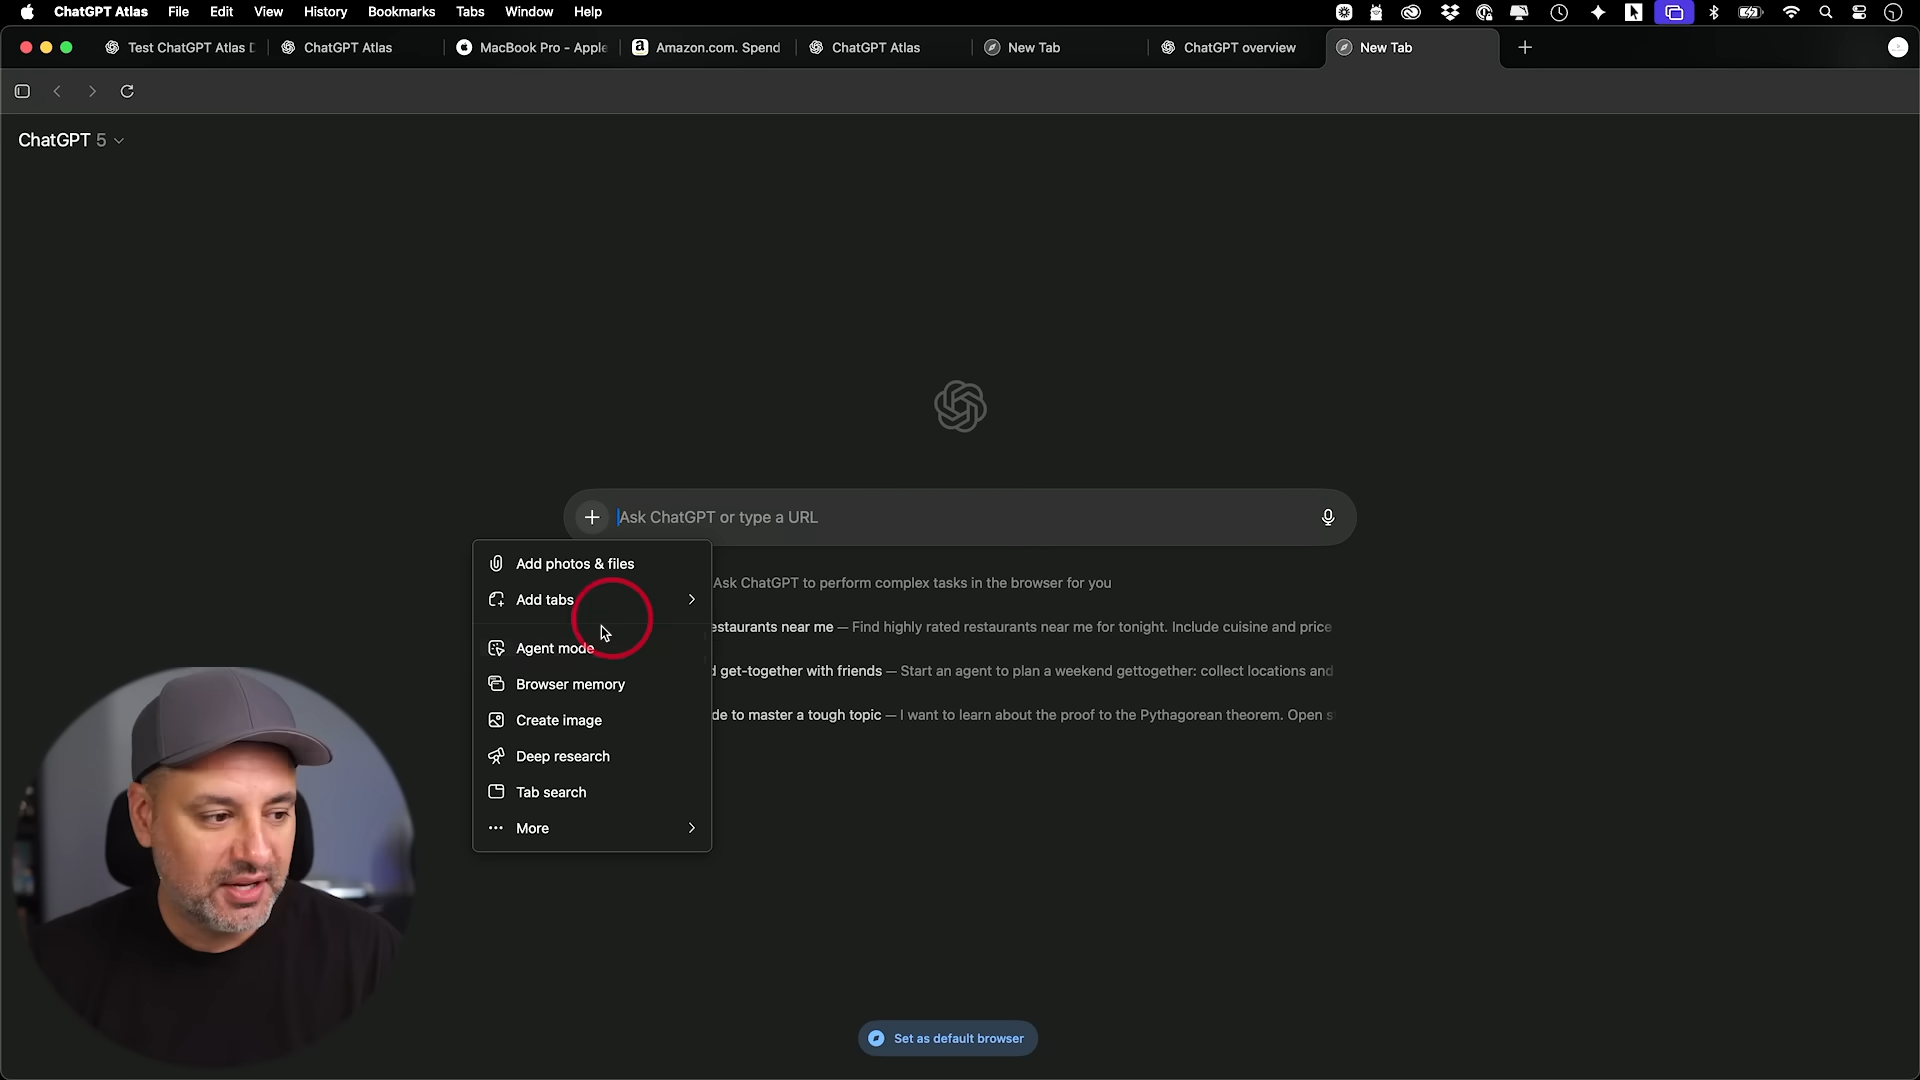 ChatGPT Atlas File Edit View History Bookmarks Tabs Window Help
Test ChatGPT Atlas
ChatGPT Atlas
MacBook Pro - Apple
Amazon.com. Spend
ChatGPT Atlas
New Tab
ChatGPT overview
New Tab
ChatGPT 5
Ask ChatGPT or type a URL
Add photos & files
Add tabs
Agent mode
Browser memory
Create image
Deep research
Tab search
More
Ask ChatGPT to perform complex tasks in the browser for you
estaurants near me — Find highly rated restaurants near me for tonight. Include cuisine and price
get-together with friends — Start an agent to plan a weekend gettogether: collect locations and
de to master a tough topic — I want to learn about the proof to the Pythagorean theorem. Open
Set as default browser